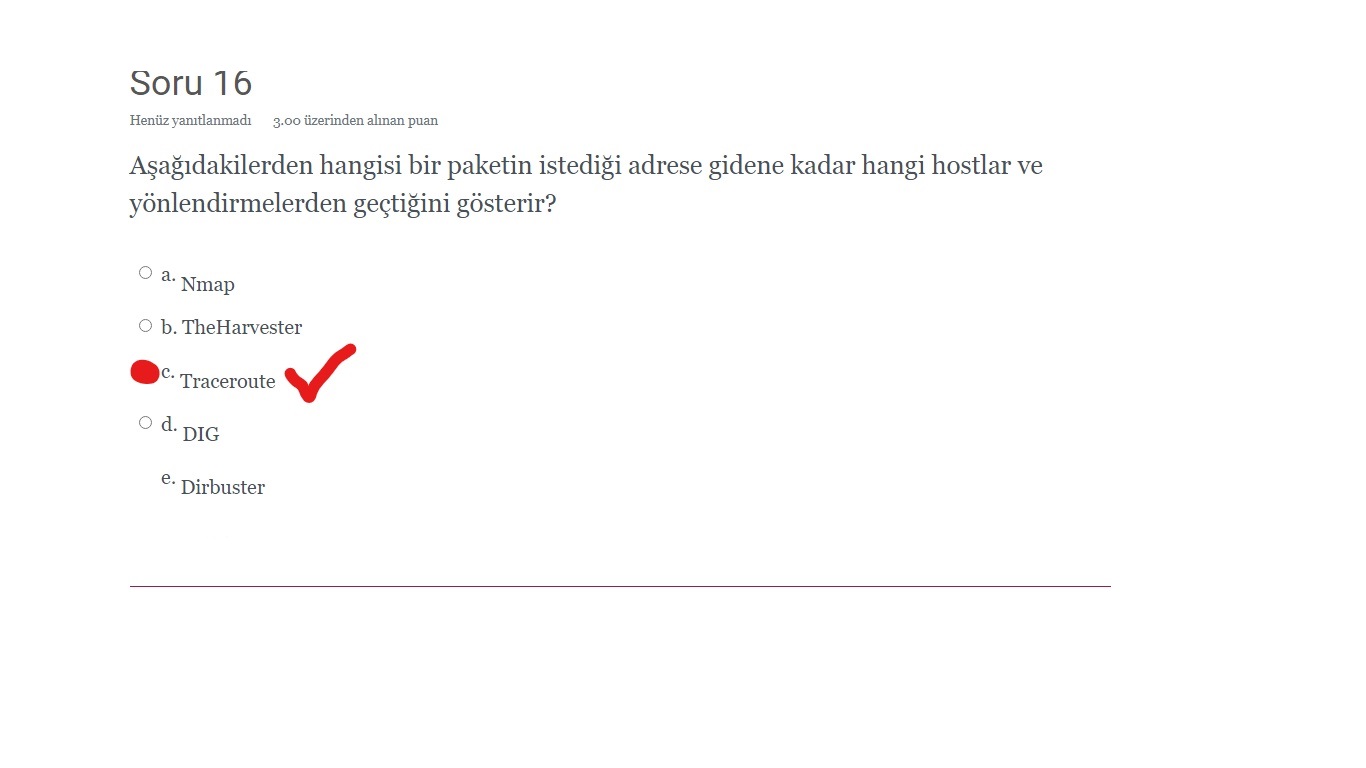 Soru 16
Henüz yanıtlanmadı 3.00 üzerinden alınan puan
Aşağıdakilerden hangisi bir paketin istediği adrese gidene kadar hangi hostlar ve
yönlendirmelerden geçtiğini gösterir?
a. Nmap
b. TheHarvester
c. Traceroute
d. DIG
e. Dirbuster